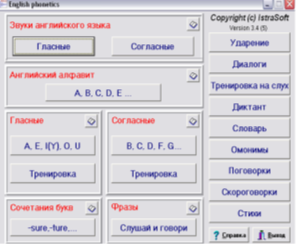 English phonetics
Звуки английского языка
Гласные
Согласные
Английский алфавит
A, B, C, D, E ...
Гласные
A, E, I(Y), O, U
Тренировка
Согласные
B, C, D, F, G...
Тренировка
Сочетания букв
-sure,-ture,...
Фразы
Слушай и говори
Copyright (c) IstraSoft
Version 3.4 (5)
Ударение
Диалоги
Тренировка на слух
Диктант
Словарь
Омонимы
Поговорки
Скороговорки
Стихи
? Справка
Выход